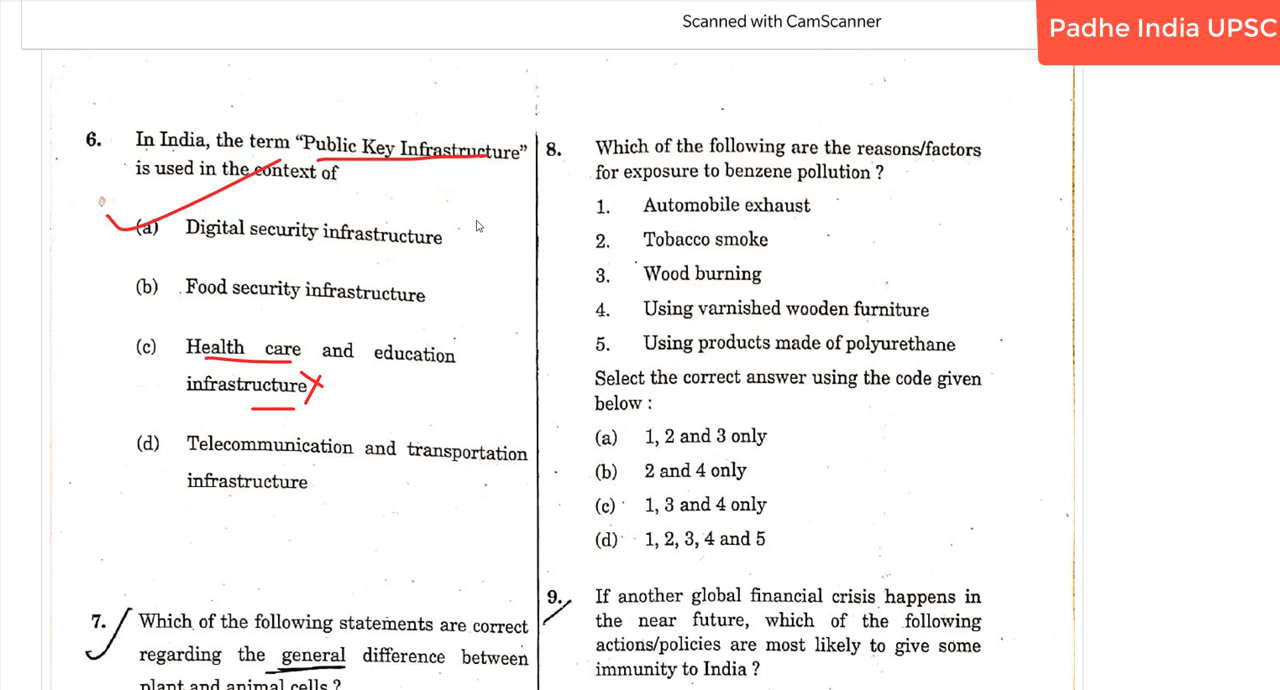 Scanned with CamScanner
Padhe India UPSC
6. In India, the term “Public Key Infrastructure”
is used in the context of
(a) Digital security infrastructure
(b) Food security infrastructure
(c) Health care and education
infrastructure
(d) Telecommunication and transportation
infrastructure
7. Which of the following statements are correct
regarding the general difference between
plant and animal cells ?
8. Which of the following are the reasons/factors
for exposure to benzene pollution ?
1. Automobile exhaust
2. Tobacco smoke
3. Wood burning
4. Using varnished wooden furniture
5. Using products made of polyurethane
Select the correct answer using the code given
below :
(a) 1, 2 and 3 only
(b) 2 and 4 only
(c) 1, 3 and 4 only
(d) 1, 2, 3, 4 and 5
9. If another global financial crisis happens in
the near future, which of the following
actions/policies are most likely to give some
immunity to India ?